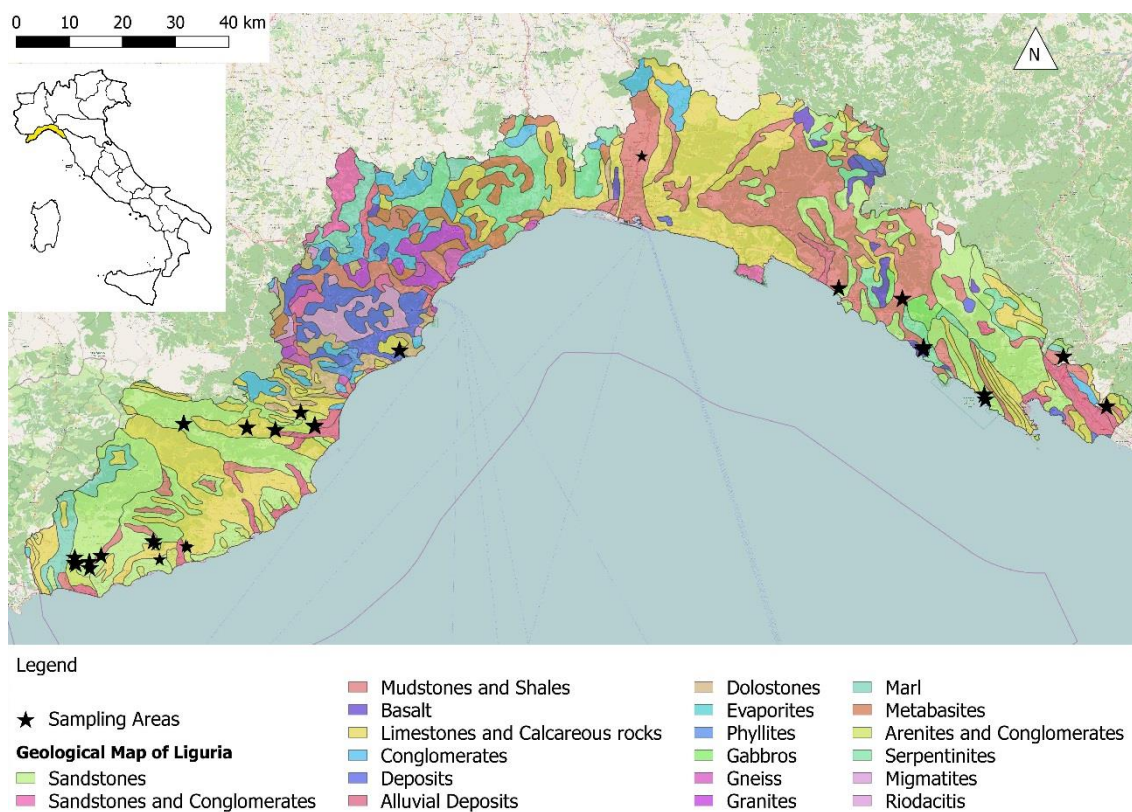 0 10 20 30 40 km
N
Legend
Sampling Areas
Geological Map of Liguria
Sandstones
Sandstones and Conglomerates
Mudstones and Shales
Basalt
Limestones and Calcareous rocks
Conglomerates
Deposits
Alluvial Deposits
Dolostones
Evaporites
Phyllites
Gabbros
Gneiss
Granites
Marl
Metabasites
Arenites and Conglomerates
Serpentinites
Migmatites
Riodacitis